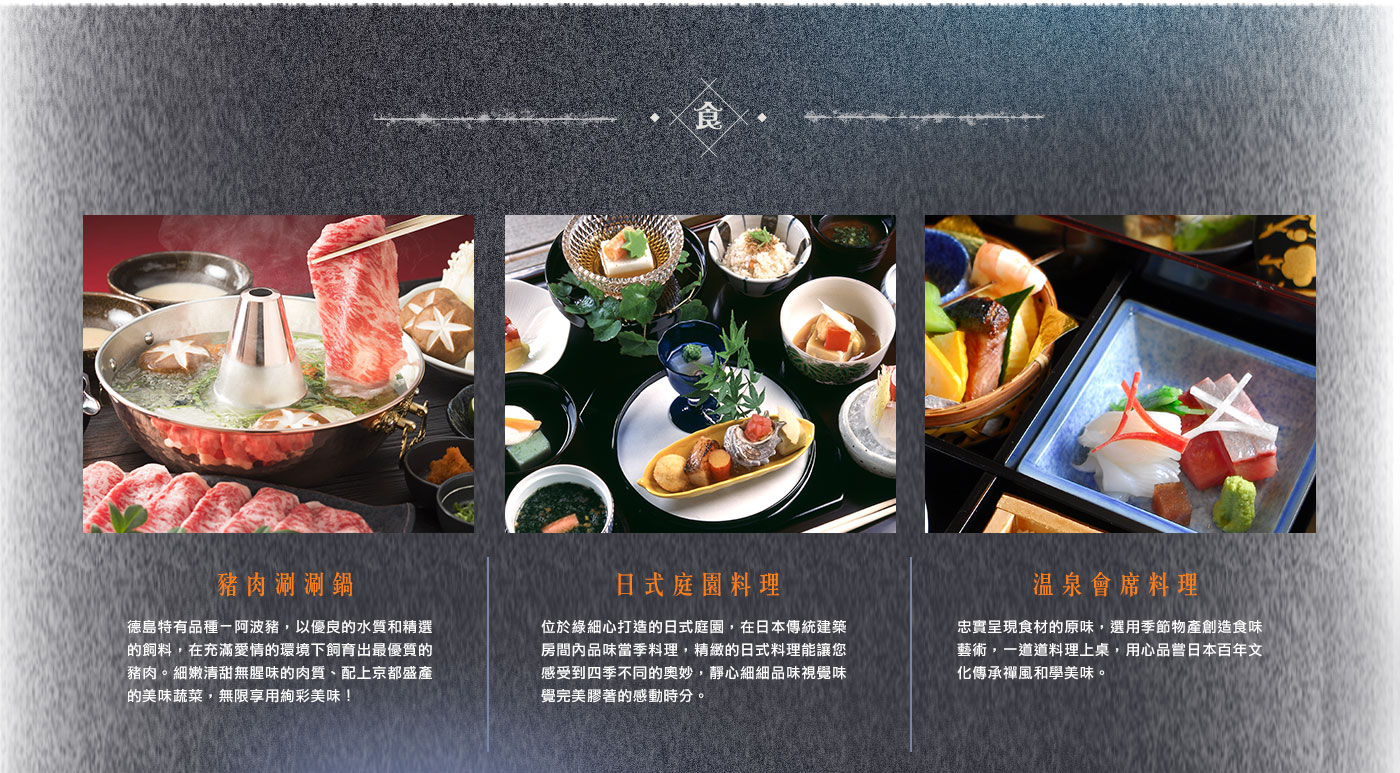 食
豬肉涮涮鍋
德島特有品種－阿波豬，以優良的水質和精選
的飼料，在充滿愛情的環境下飼育出最優質的
豬肉。細嫩清甜無腥味的肉質、配上京都盛產
的美味蔬菜，無限享用絢彩美味！
日式庭園料理
位於綠細心打造的日式庭園，在日本傳統建築
房間內品味當季料理，精緻的日式料理能讓您
感受到四季不同的奧妙，靜心細細品味視覺味
覺完美膠著的感動時分。
温泉會席料理
忠實呈現食材的原味，選用季節物產創造食味
藝術，一道道料理上桌，用心品嘗日本百年文
化傳承禪風和學美味。